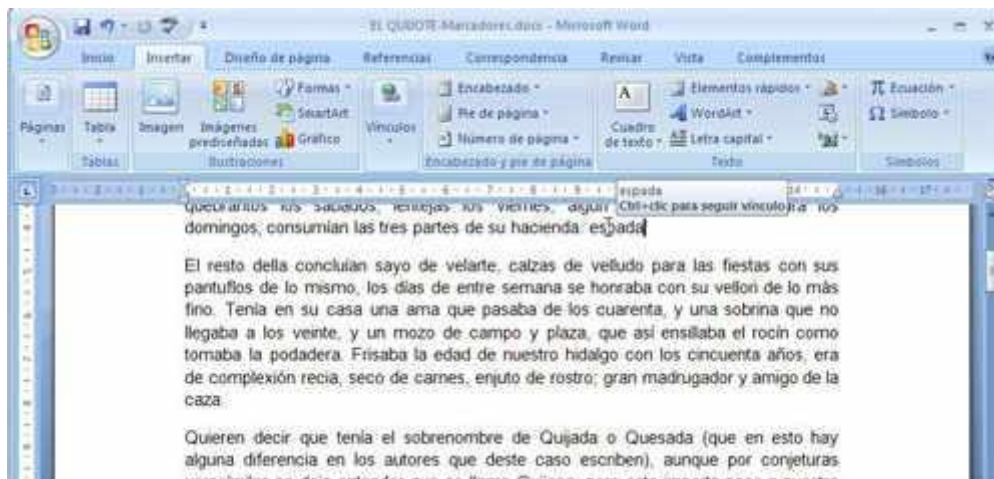 EL QUIJOTE-Marcadores.docx - Microsoft Word
Inicio Insertar Diseño de página Referencias Correspondencia Revisar Vista Complementos
Páginas Tabla Imagen Imágenes prediseñadas Formas SmartArt Gráfico Vínculos Encabezado Pie de página Número de página Cuadro de texto Elementos rápidos WordArt Letra capital Ecuación Símbolo
Tablas Ilustraciones Encabezado y pie de página Texto Símbolos
espada
Ctrl+clic para seguir vínculo
quebrantos los sábados, lentejas los viernes, algún los
domingos, consumían las tres partes de su hacienda: espada
El resto della concluían sayo de velarte, calzas de velludo para las fiestas con sus
pantuflos de lo mismo, los días de entre semana se honraba con su vellori de lo más
fino. Tenía en su casa una ama que pasaba de los cuarenta, y una sobrina que no
llegaba a los veinte, y un mozo de campo y plaza, que así ensillaba el rocín como
tomaba la podadera. Frisaba la edad de nuestro hidalgo con los cincuenta años, era
de complexión recia, seco de carnes, enjuto de rostro; gran madrugador y amigo de la
caza.
Quieren decir que tenía el sobrenombre de Quijada o Quesada (que en esto hay
alguna diferencia en los autores que deste caso escriben), aunque por conjeturas